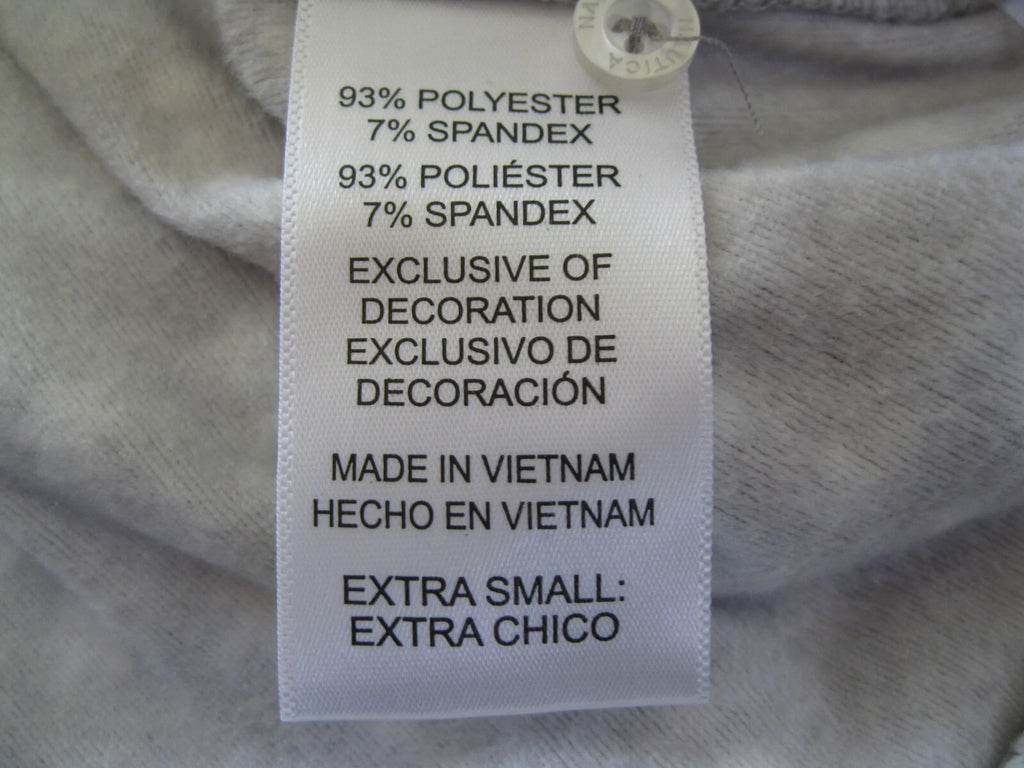 NAUTICA
93% POLYESTER
7% SPANDEX
93% POLIÉSTER
7% SPANDEX
EXCLUSIVE OF
DECORATION
EXCLUSIVO DE
DECORACIÓN
MADE IN VIETNAM
HECHO EN VIETNAM
EXTRA SMALL:
EXTRA CHICO